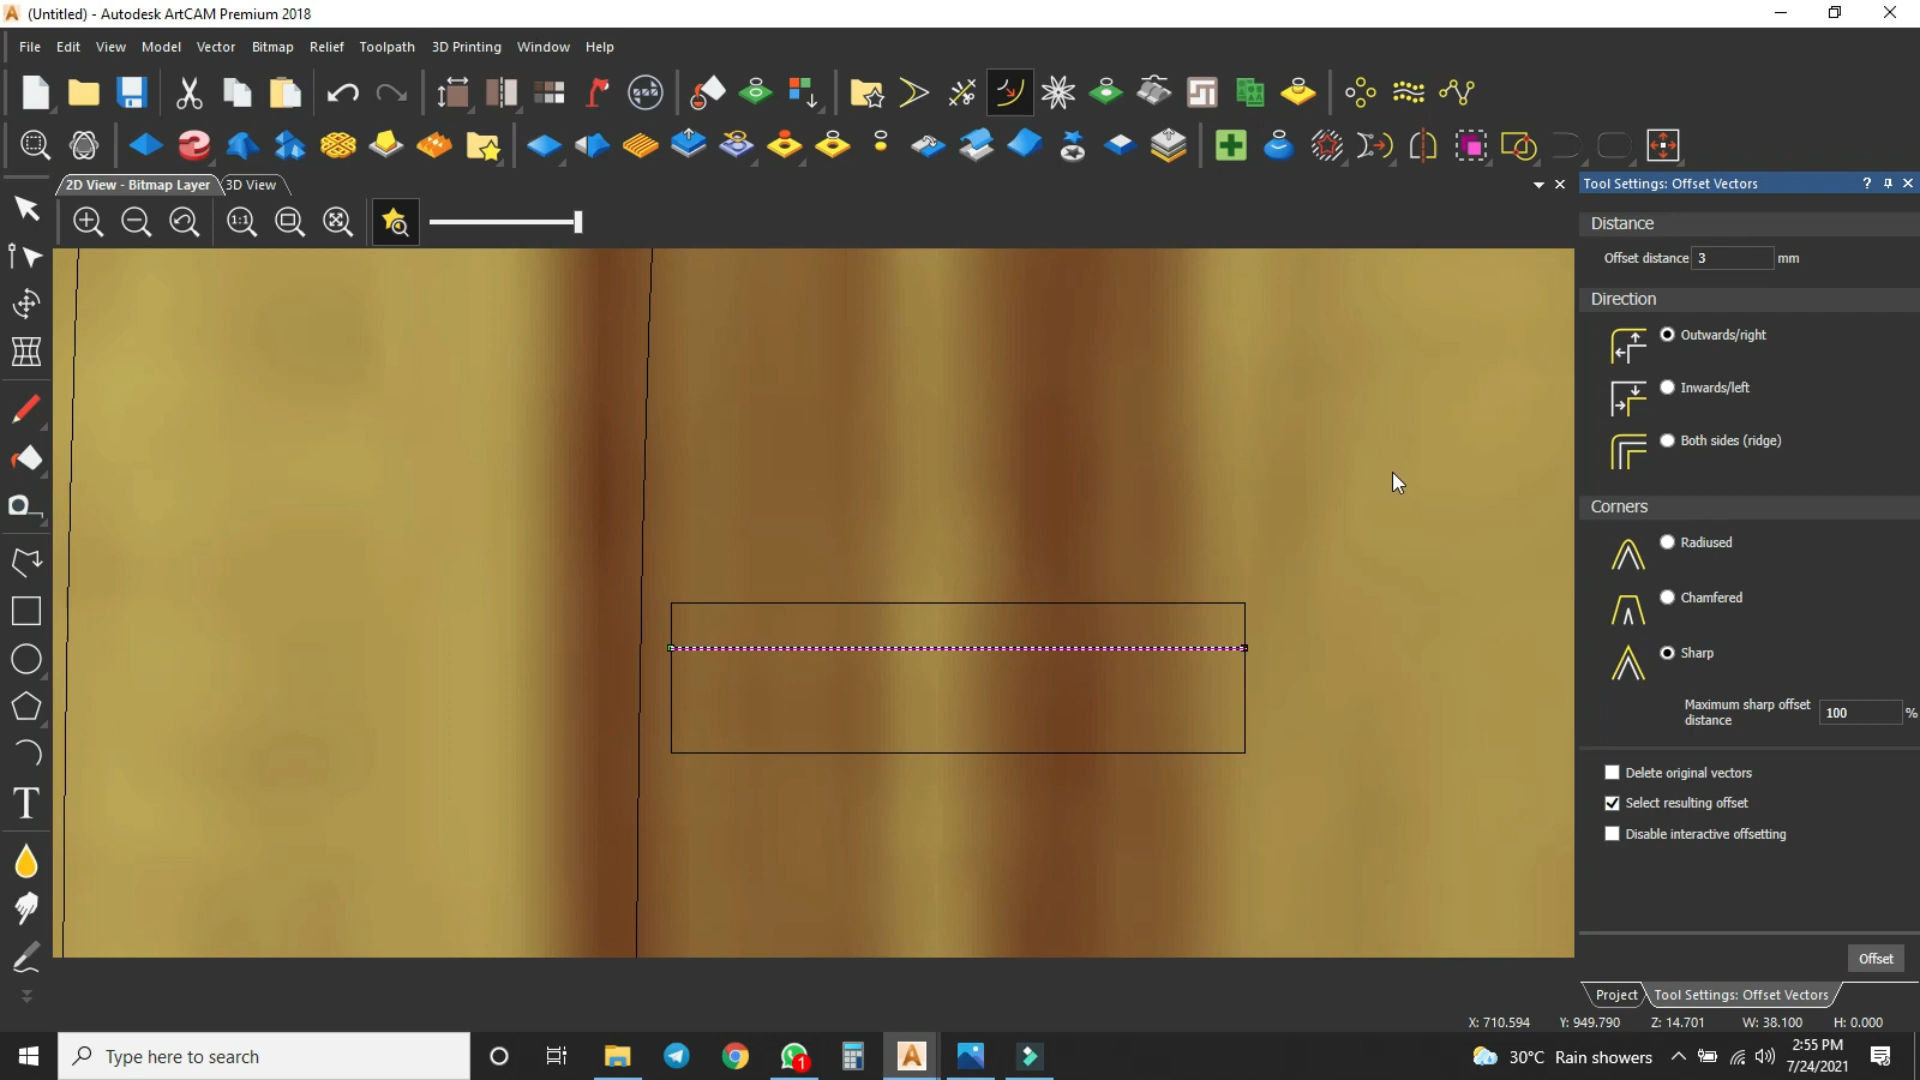 (Untitled) - Autodesk ArtCAM Premium 2018
File Edit View Model Vector Bitmap Relief Toolpath 3D Printing Window Help
2D View - Bitmap Layer 3D View
1:1
Tool Settings: Offset Vectors
Distance
Offset distance 3 mm
Direction
Outwards/right
Inwards/left
Both sides (ridge)
Corners
Radiused
Chamfered
Sharp
Maximum sharp offset
distance
100 %
Delete original vectors
Select resulting offset
Disable interactive offsetting
Offset
Project Tool Settings: Offset Vectors
X: 710.594 Y: 949.790 Z: 14.701 W: 38.100 H: 0.000
Type here to search
1
30°C Rain showers
2:55 PM
7/24/2021